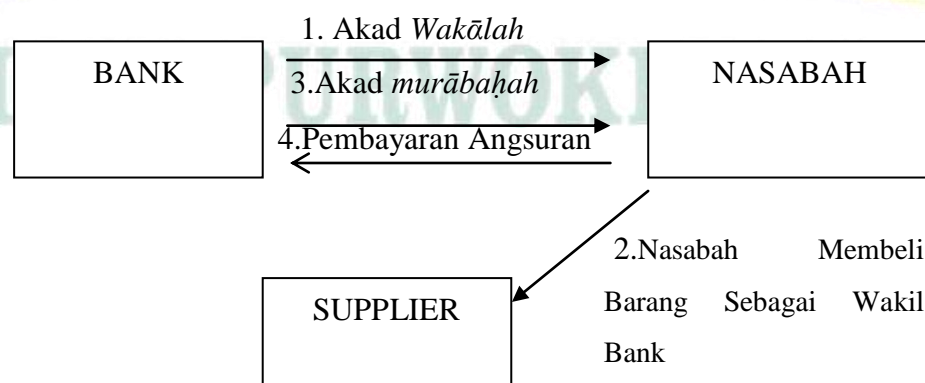 1. Akad Wakālah
BANK
NASABAH
3.Akad murābaḥah
4.Pembayaran Angsuran
2.Nasabah Membeli
Barang Sebagai Wakil
Bank
SUPPLIER